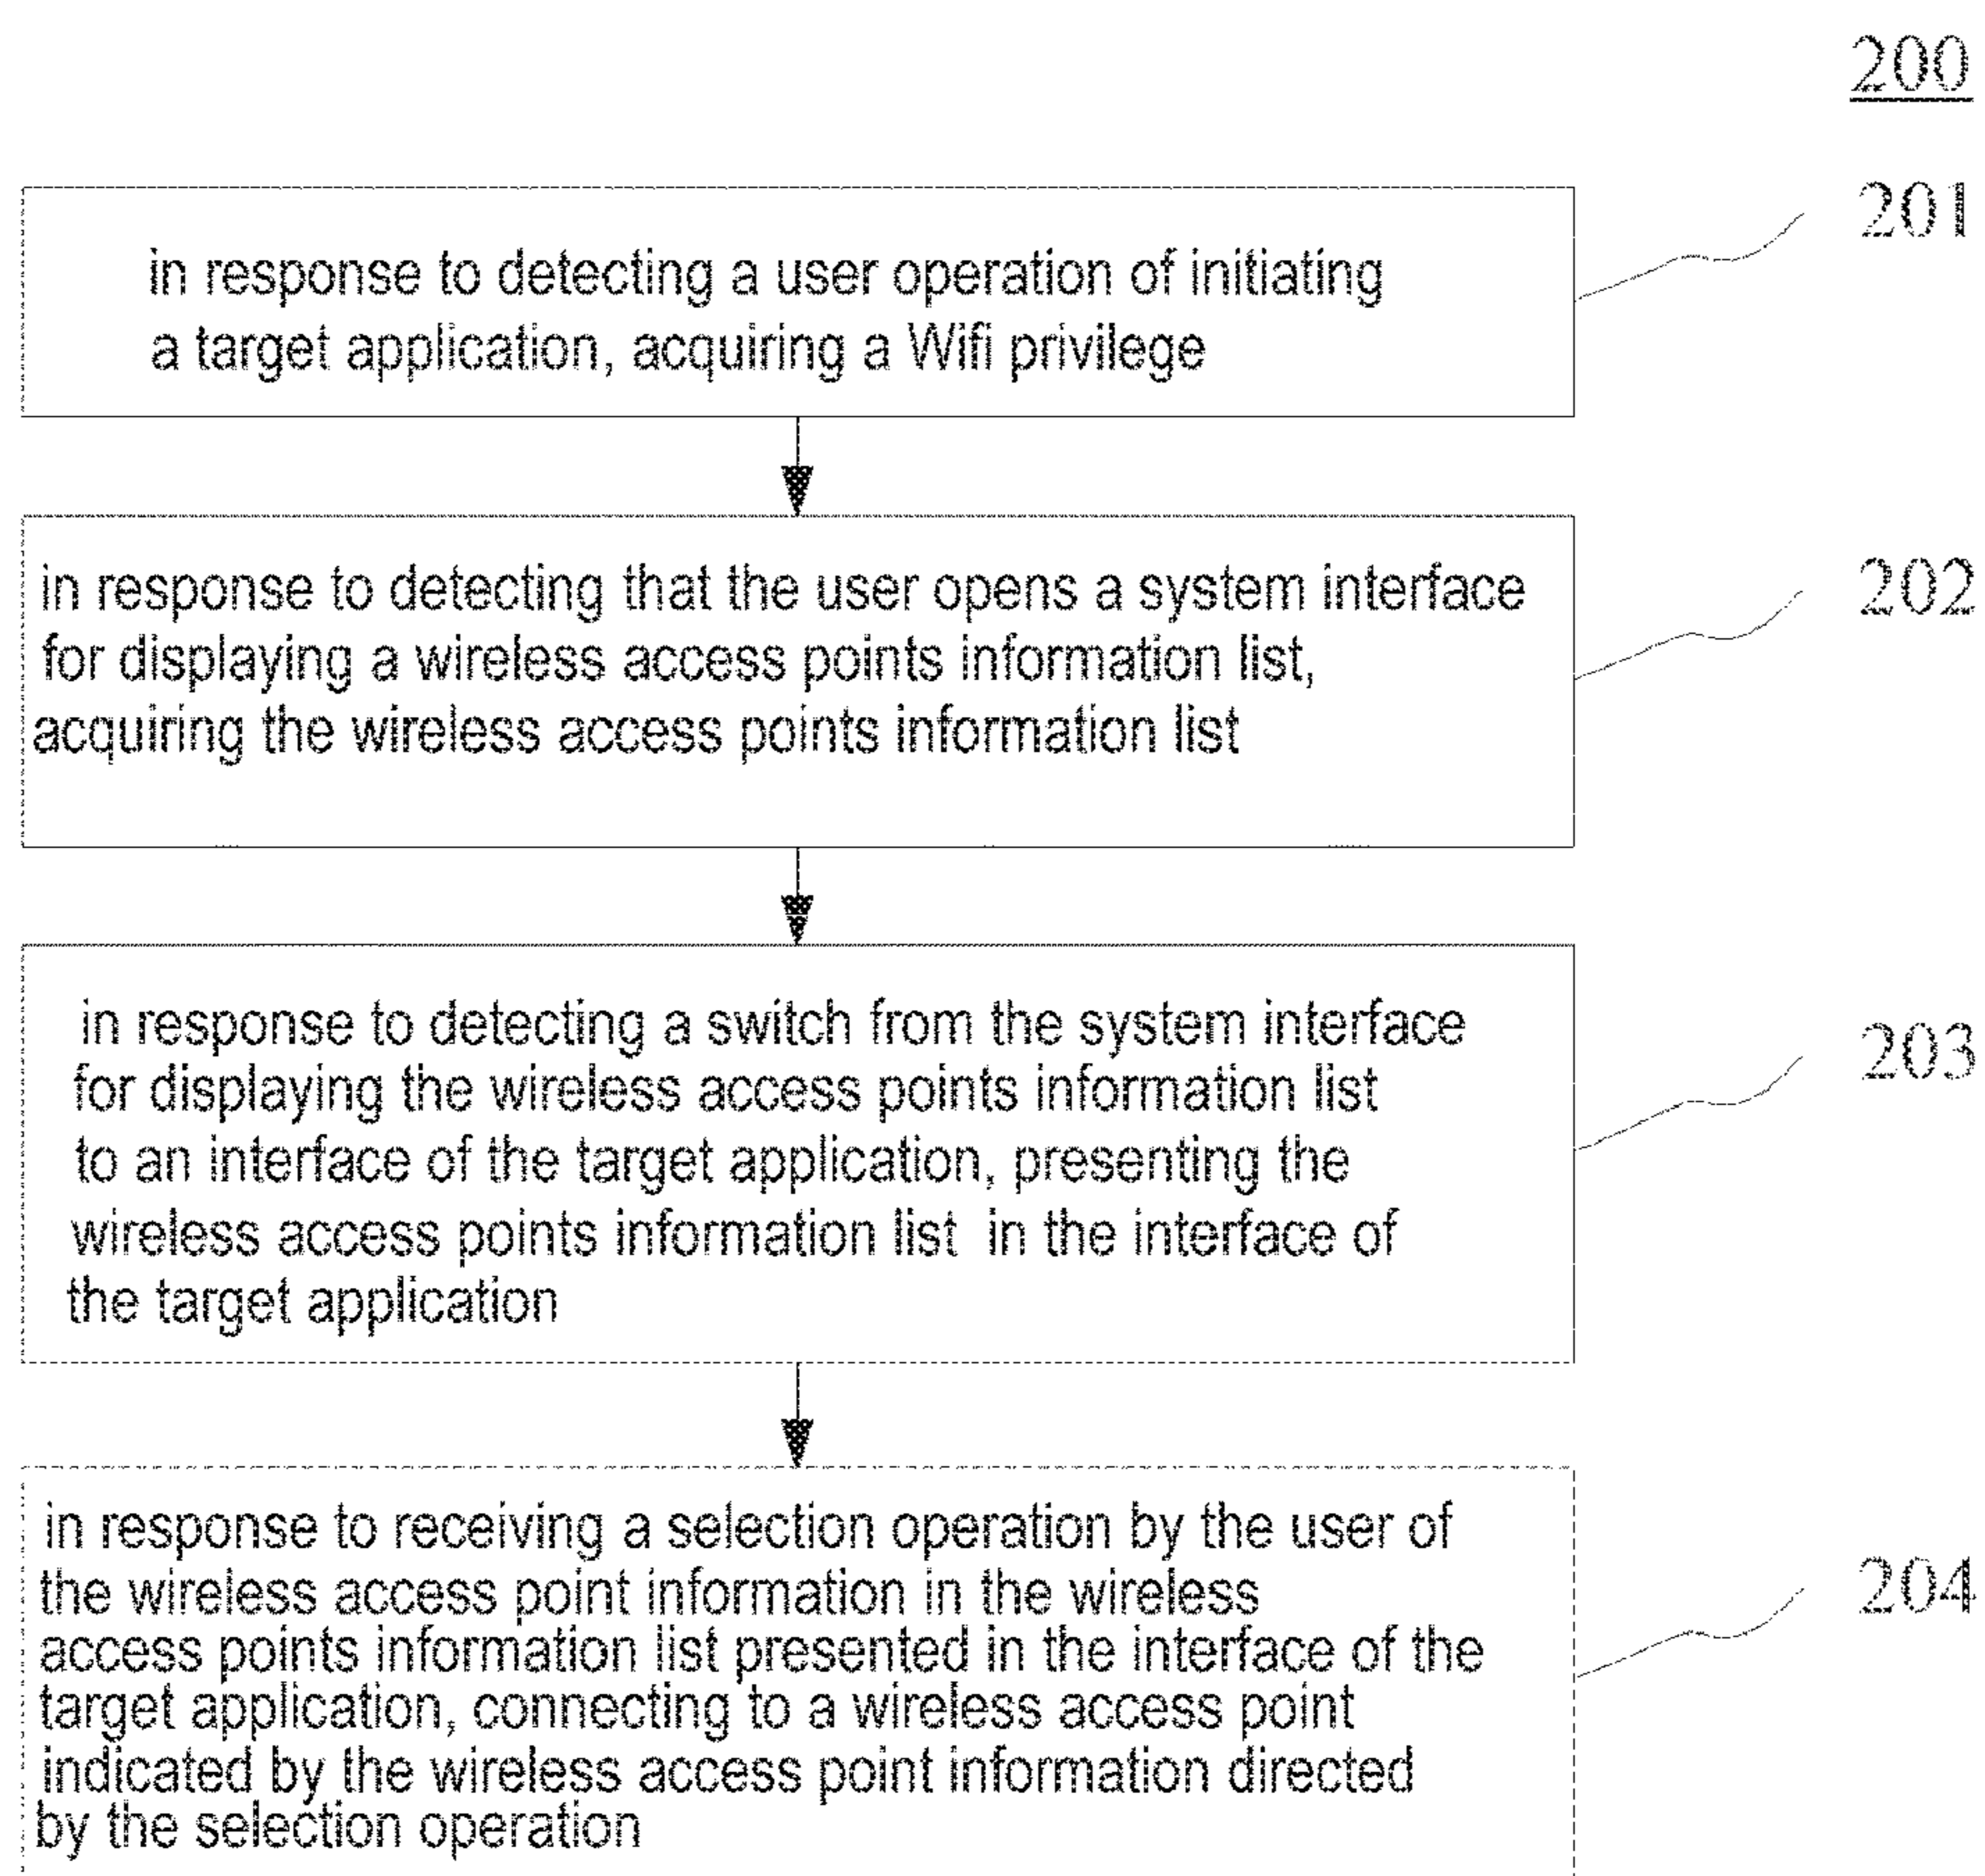 200
201
in response to detecting a user operation of initiating
a target application, acquiring a Wifi privilege
202
in response to detecting that the user opens a system interface
for displaying a wireless access points information list,
acquiring the wireless access points information list
203
in response to detecting a switch from the system interface
for displaying the wireless access points information list
to an interface of the target application, presenting the
wireless access points information list in the interface of
the target application
204
in response to receiving a selection operation by the user of
the wireless access point information in the wireless
access points information list presented in the interface of the
target application, connecting to a wireless access point
indicated by the wireless access point information directed
by the selection operation